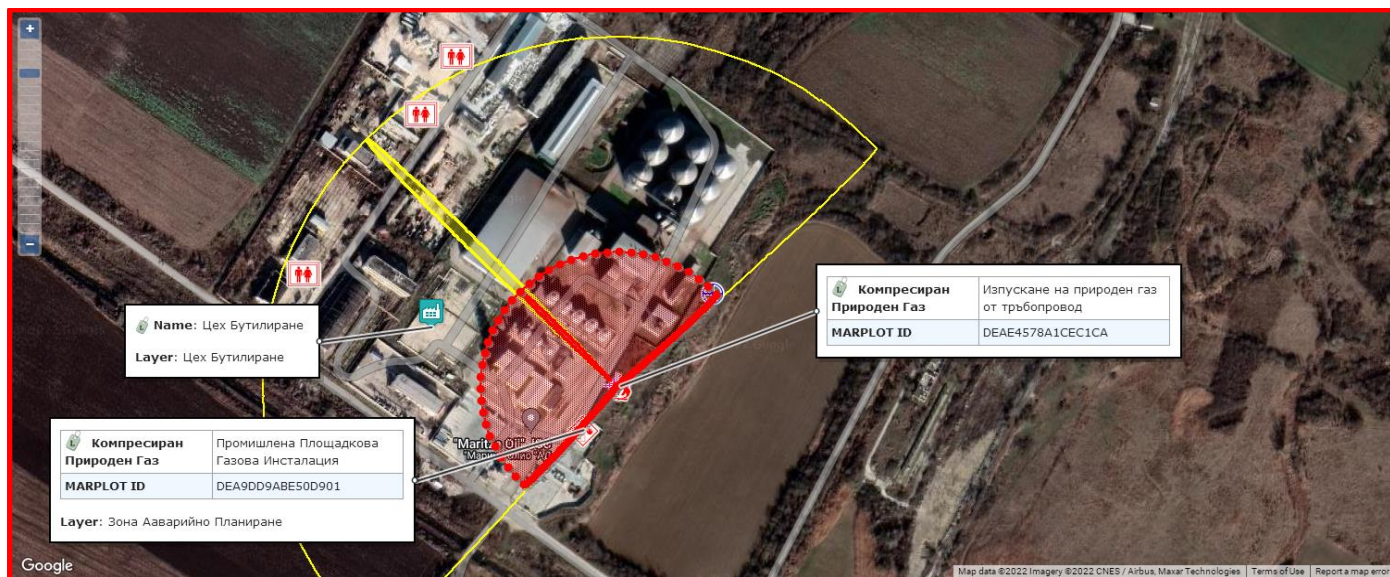 +
−
Name: Цех Бутилиране
Layer: Цех Бутилиране
Компресиран
Природен Газ
Изпускане на природен газ
от тръбопровод
MARPLOT ID
DEAE4578A1CEC1CA
Компресиран
Природен Газ
Промишлена Площадкова
Газова Инсталация
MARPLOT ID
DEA9DD9ABE50D901
Layer: Зона Ааварийно Планиране
Google
Map data ©2022 Imagery ©2022 CNES / Airbus, Maxar Technologies
Terms of Use
Report a map error